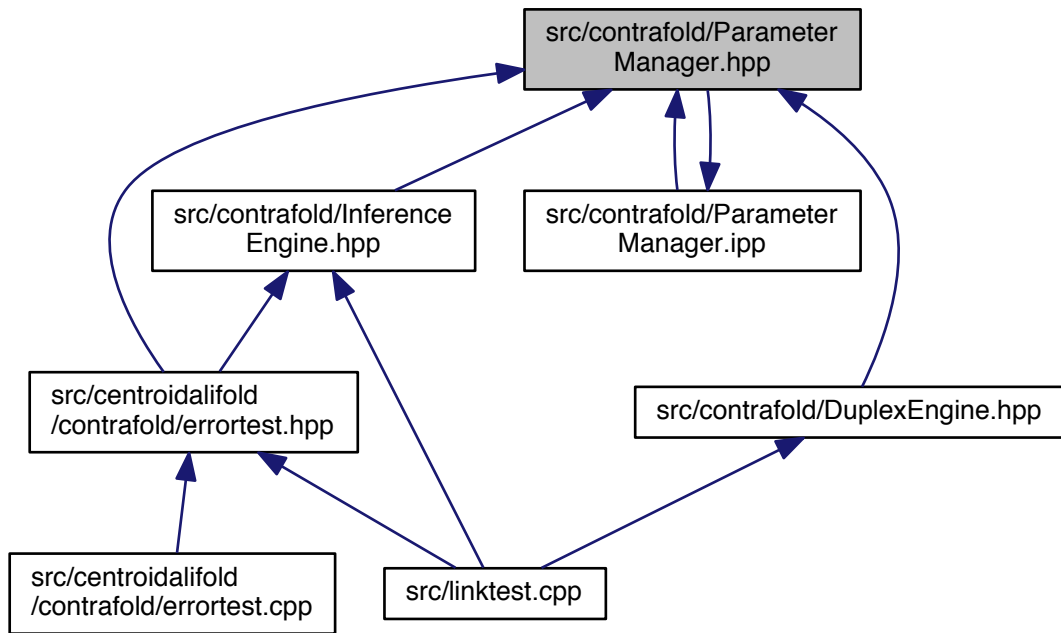 src/contrafold/Parameter
Manager.hpp
src/contrafold/Inference
Engine.hpp
src/contrafold/Parameter
Manager.ipp
src/centroidalifold
/contrafold/errortest.hpp
src/contrafold/DuplexEngine.hpp
src/centroidalifold
/contrafold/errortest.cpp
src/linktest.cpp